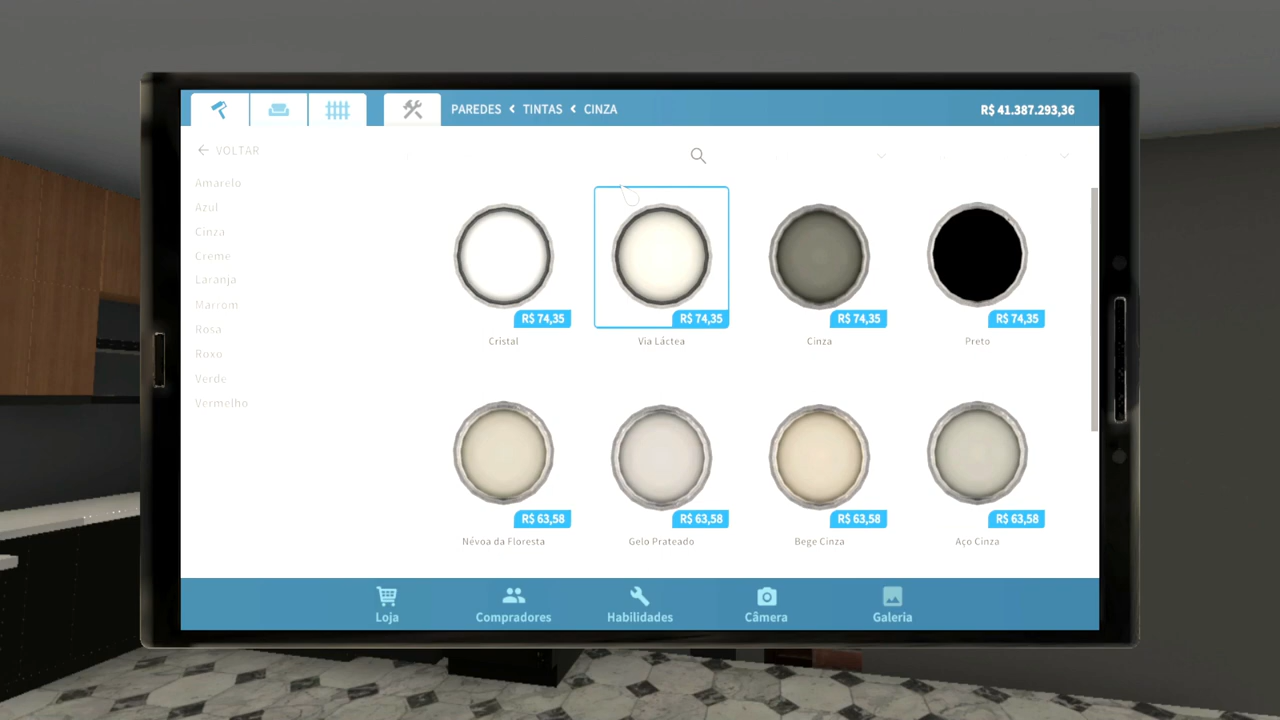 PAREDES < TINTAS < CINZA
R$ 41.387.293,36
VOLTAR
Amarelo
Azul
Cinza
Creme
Laranja
Marrom
Rosa
Roxo
Verde
Vermelho
R$ 74,35
R$ 74,35
R$ 74,35
R$ 74,35
Cristal
Via Láctea
Cinza
Preto
R$ 63,58
R$ 63,58
R$ 63,58
R$ 63,58
Névoa da Floresta
Gelo Prateado
Bege Cinza
Aço Cinza
Loja
Compradores
Habilidades
Câmera
Galeria